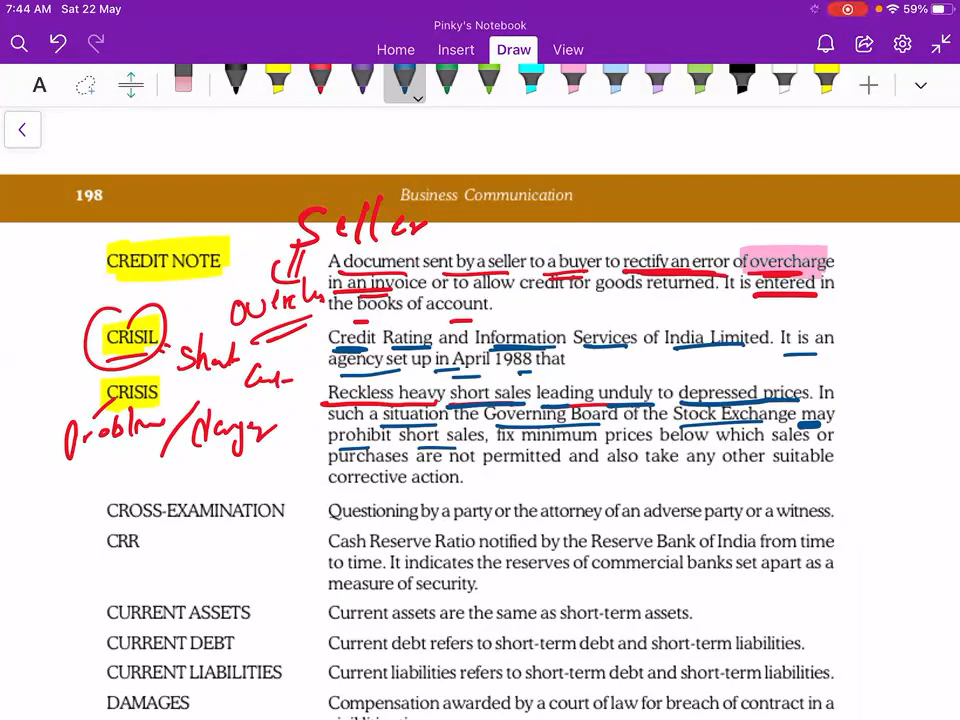 7:44 AM Sat 22 May
59%
Pinky's Notebook
Home Insert Draw View
A
198 Business Communication
Seller
CREDIT NOTE A document sent by a seller to a buyer to rectify an error of overcharge
in an invoice or to allow credit for goods returned. It is entered in
the books of account.
CRISIL Credit Rating and Information Services of India Limited. It is an
agency set up in April 1988 that
Short
CRISIS Reckless heavy short sales leading unduly to depressed prices. In
such a situation the Governing Board of the Stock Exchange may
Problem/Danger
prohibit short sales, fix minimum prices below which sales or
purchases are not permitted and also take any other suitable
corrective action.
CROSS-EXAMINATION Questioning by a party or the attorney of an adverse party or a witness.
CRR Cash Reserve Ratio notified by the Reserve Bank of India from time
to time. It indicates the reserves of commercial banks set apart as a
measure of security.
CURRENT ASSETS Current assets are the same as short-term assets.
CURRENT DEBT Current debt refers to short-term debt and short-term liabilities.
CURRENT LIABILITIES Current liabilities refers to short-term debt and short-term liabilities.
DAMAGES Compensation awarded by a court of law for breach of contract in a